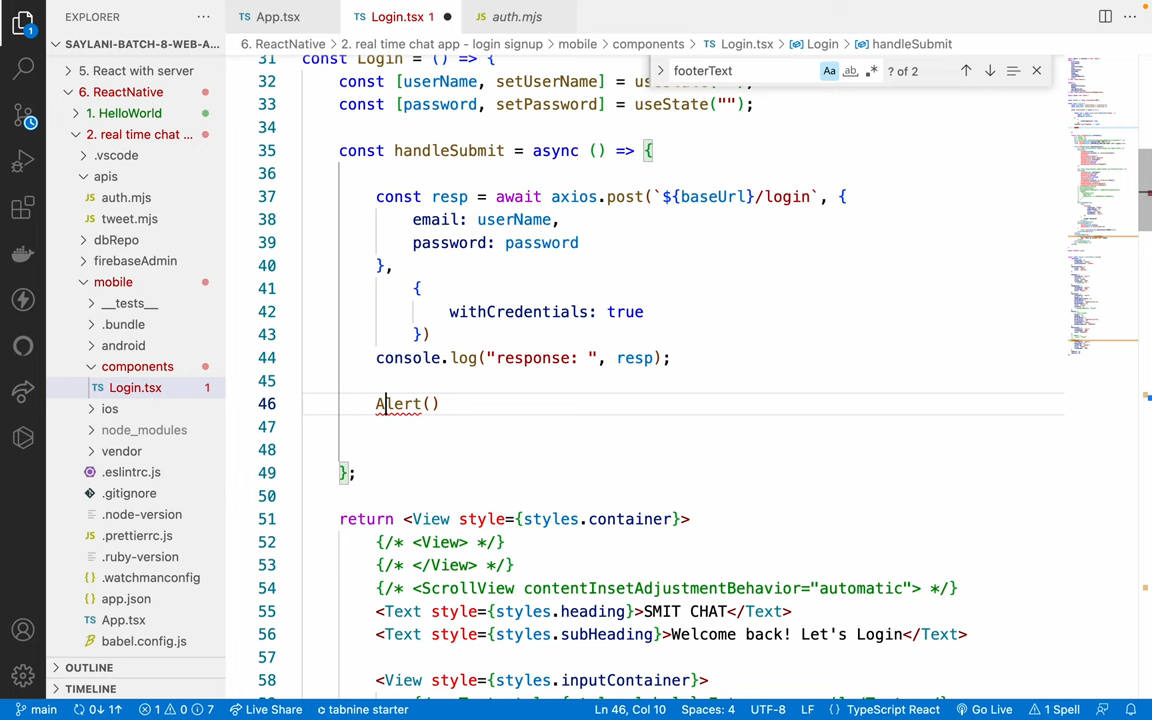 EXPLORER
App.tsx
Login.tsx 1
auth.mjs
SAYLANI-BATCH-8-WEB-A...
6. ReactNative > 2. real time chat app - login signup > mobile > components > Login.tsx > Login > handleSubmit
footerText
Aa
ab
? of 2
5. React with server
6. ReactNative
1. HelloWorld
2. real time chat ...
.vscode
apis
auth.mjs
tweet.mjs
dbRepo
firebaseAdmin
mobile
__tests__
.bundle
android
components
Login.tsx 1
ios
node_modules
vendor
.eslintrc.js
.gitignore
.node-version
.prettierrc.js
.ruby-version
.watchmanconfig
app.json
App.tsx
babel.config.js
OUTLINE
TIMELINE
31 const Login = () => {
32 const [userName, setUserName] =
33 const [password, setPassword] = useState("");
34
35 const handleSubmit = async () => {
36
37 const resp = await axios.post(`${baseUrl}/login`, {
38 email: userName,
39 password: password
40 },
41 {
42 withCredentials: true
43 })
44 console.log("response: ", resp);
45
46 Alert()
47
48
49 };
50
51 return <View style={styles.container}>
52 {/* <View> */}
53 {/* </View> */}
54 {/* <ScrollView contentInsetAdjustmentBehavior="automatic"> */}
55 <Text style={styles.heading}>SMIT CHAT</Text>
56 <Text style={styles.subHeading}>Welcome back! Let's Login</Text>
57
58 <View style={styles.inputContainer}>
main 0↓ 1↑ 1 0 7 Live Share tabnine starter Ln 46, Col 10 Spaces: 4 UTF-8 LF {} TypeScript React Go Live 1 Spell